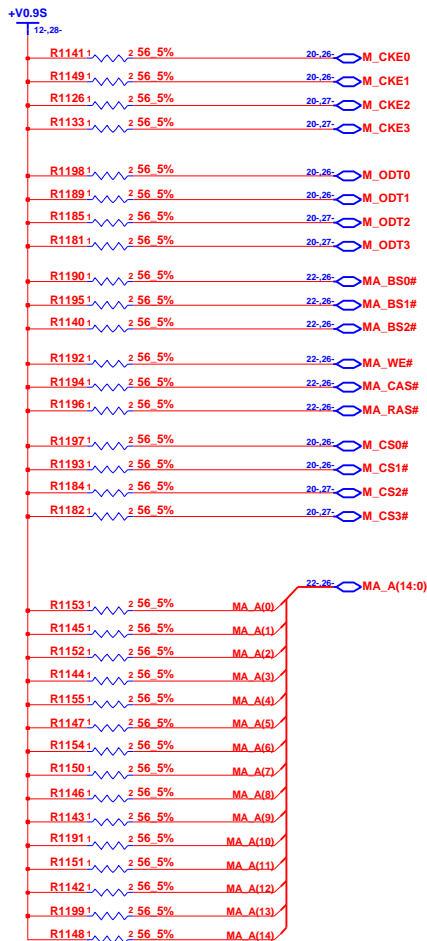 +V0.9S
12-,28-
R1141 1 2 56_5% 20-,26- M_CKE0
R1149 1 2 56_5% 20-,26- M_CKE1
R1126 1 2 56_5% 20-,27- M_CKE2
R1133 1 2 56_5% 20-,27- M_CKE3
R1198 1 2 56_5% 20-,26- M_ODT0
R1189 1 2 56_5% 20-,26- M_ODT1
R1185 1 2 56_5% 20-,27- M_ODT2
R1181 1 2 56_5% 20-,27- M_ODT3
R1190 1 2 56_5% 22-,26- MA_BS0#
R1195 1 2 56_5% 22-,26- MA_BS1#
R1140 1 2 56_5% 22-,26- MA_BS2#
R1192 1 2 56_5% 22-,26- MA_WE#
R1194 1 2 56_5% 22-,26- MA_CAS#
R1196 1 2 56_5% 22-,26- MA_RAS#
R1197 1 2 56_5% 20-,26- M_CS0#
R1193 1 2 56_5% 20-,26- M_CS1#
R1184 1 2 56_5% 20-,27- M_CS2#
R1182 1 2 56_5% 20-,27- M_CS3#
22-,26- MA_A(14:0)
R1153 1 2 56_5% MA_A(0)
R1145 1 2 56_5% MA_A(1)
R1152 1 2 56_5% MA_A(2)
R1144 1 2 56_5% MA_A(3)
R1155 1 2 56_5% MA_A(4)
R1147 1 2 56_5% MA_A(5)
R1154 1 2 56_5% MA_A(6)
R1150 1 2 56_5% MA_A(7)
R1146 1 2 56_5% MA_A(8)
R1143 1 2 56_5% MA_A(9)
R1191 1 2 56_5% MA_A(10)
R1151 1 2 56_5% MA_A(11)
R1142 1 2 56_5% MA_A(12)
R1199 1 2 56_5% MA_A(13)
R1148 1 2 56_5% MA_A(14)